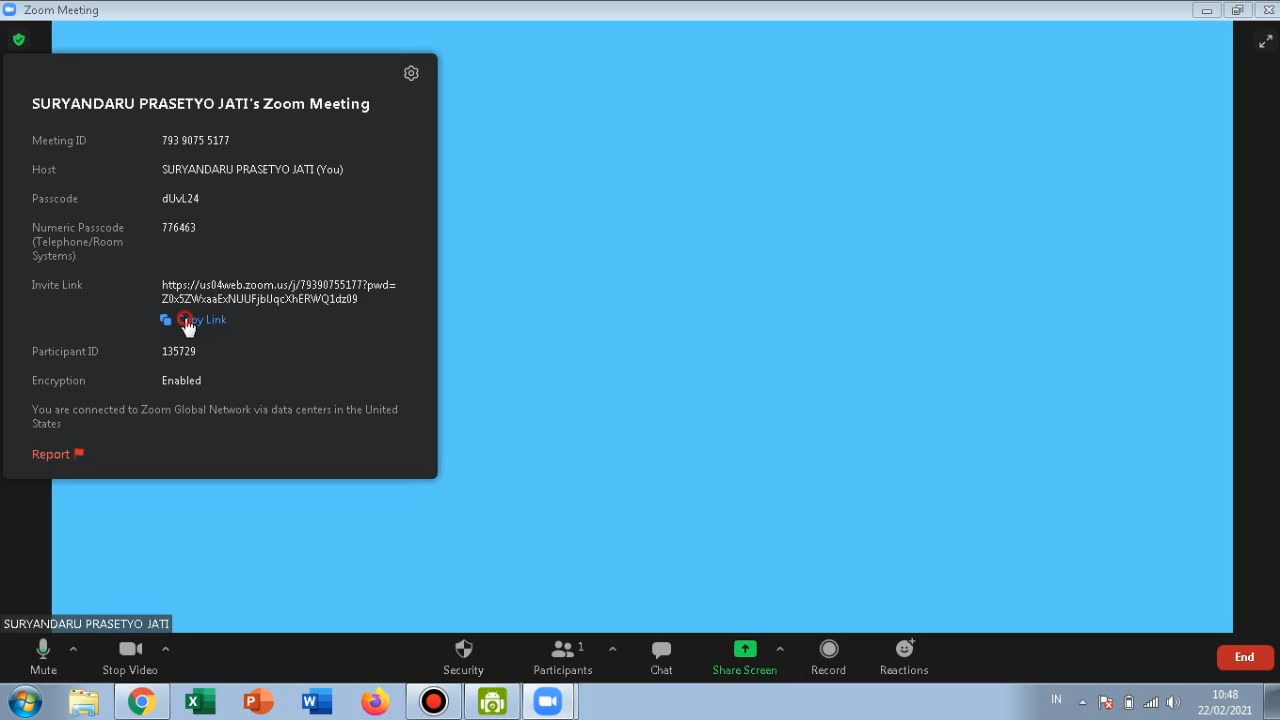 Zoom Meeting
SURYANDARU PRASETYO JATI's Zoom Meeting
Meeting ID
793 9075 5177
Host
SURYANDARU PRASETYO JATI (You)
Passcode
dUvL24
Numeric Passcode
(Telephone/Room
Systems)
776463
Invite Link
https://us04web.zoom.us/j/79390755177?pwd=
Z0x5ZWxaaExNUUFjblJqcXhERWQ1dz09
Link
Participant ID
135729
Encryption
Enabled
You are connected to Zoom Global Network via data centers in the United
States
Report
SURYANDARU PRASETYO JATI
Mute
Stop Video
Security
1
Participants
Chat
Share Screen
Record
Reactions
End
IN
10:48
22/02/2021